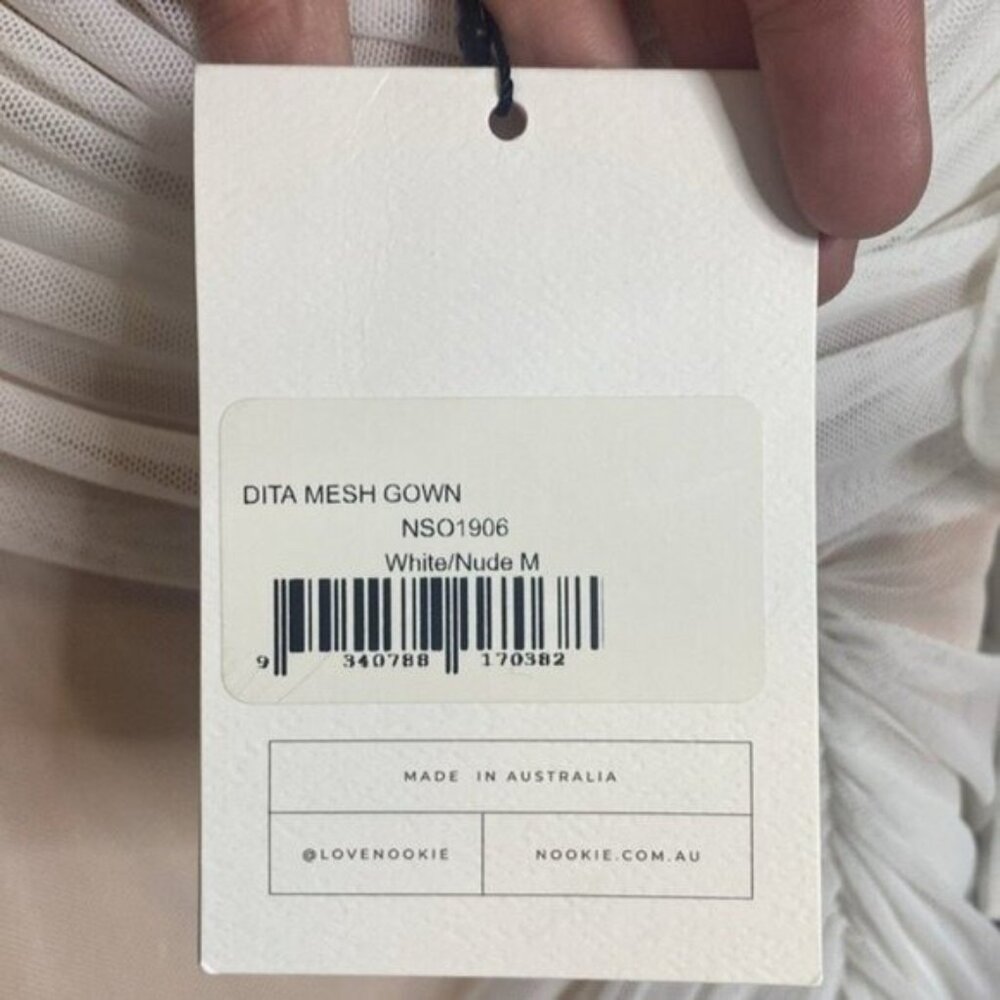 DITA MESH GOWN
NSO1906
White/Nude M
9 340788 170382
MADE IN AUSTRALIA
@LOVENOOKIE
NOOKIE.COM.AU